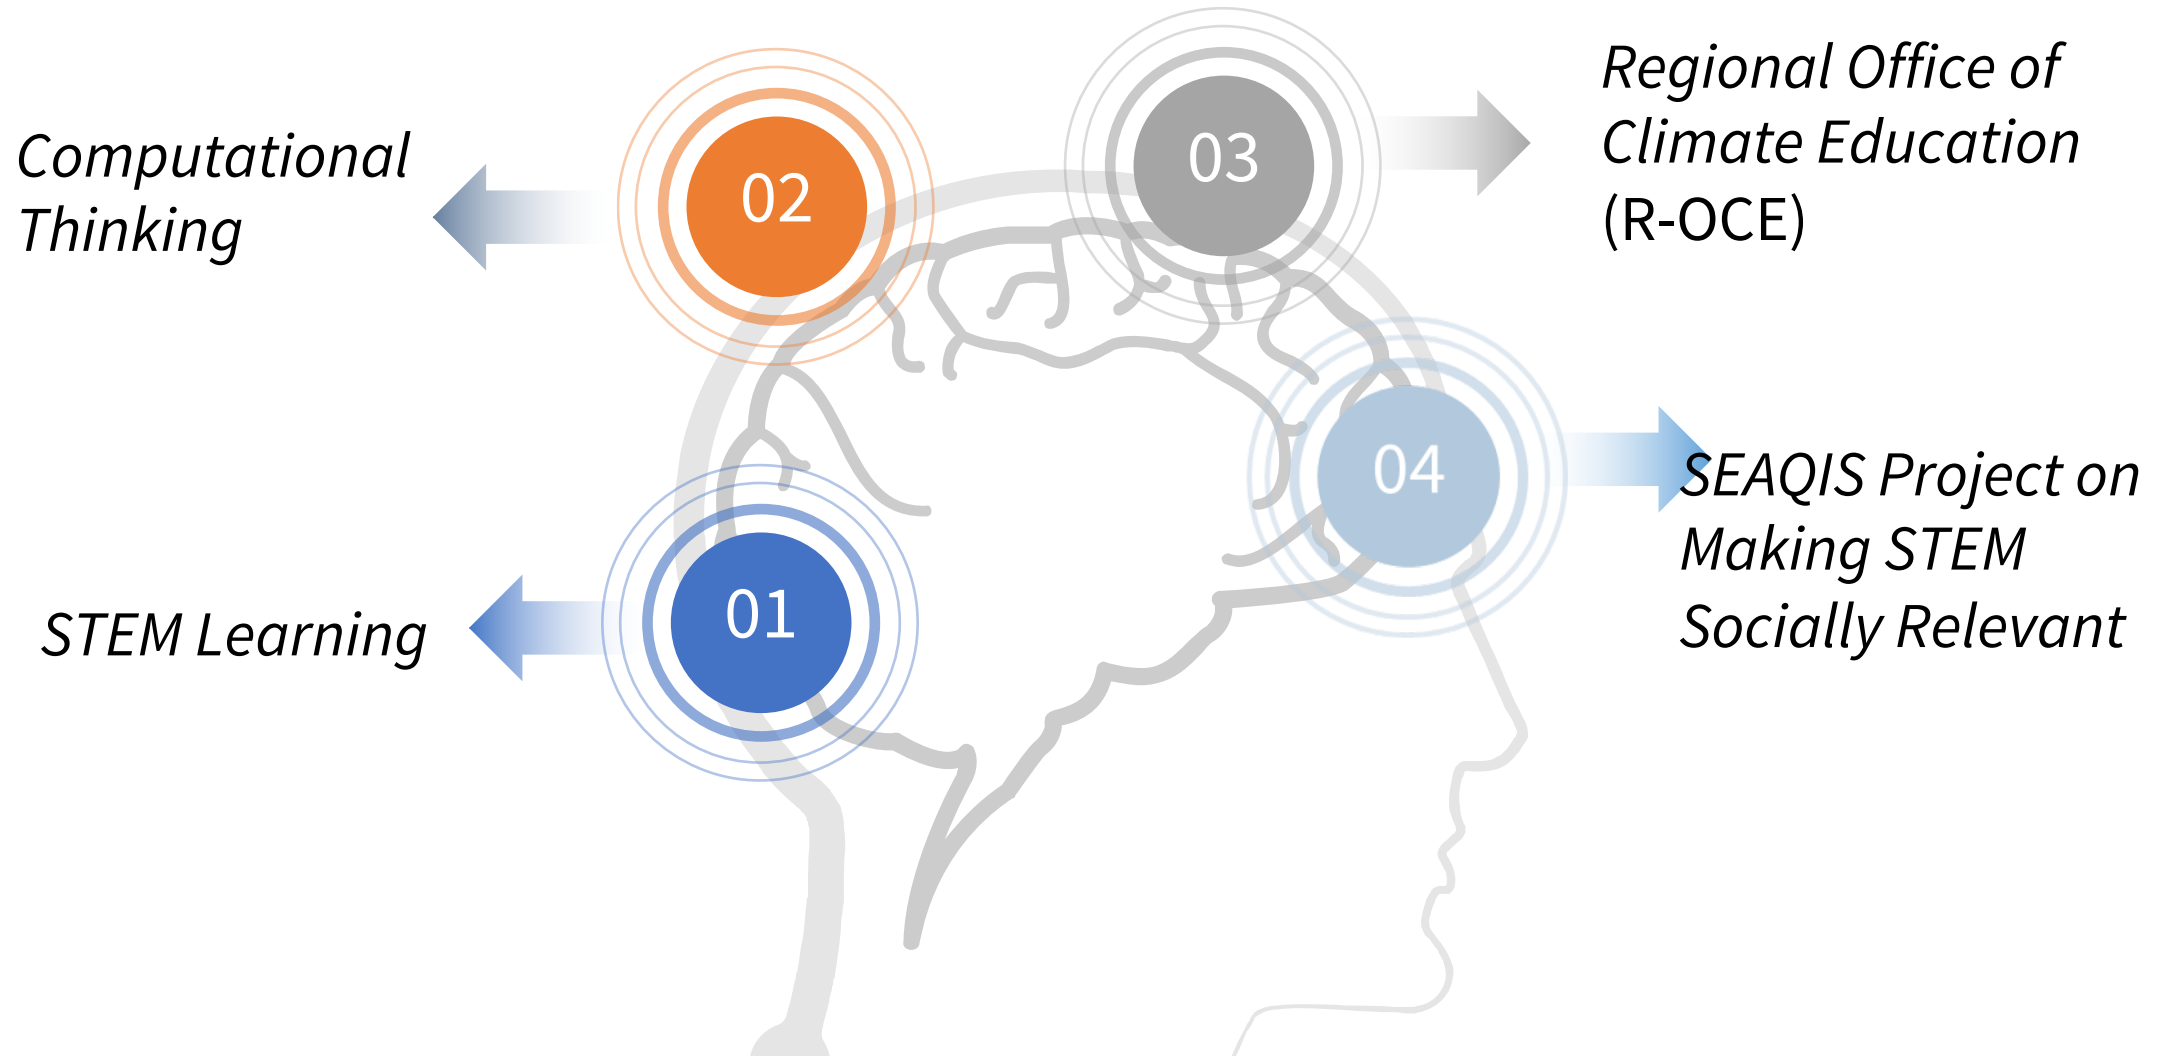 Computational
Thinking
02
03
Regional Office of
Climate Education
(R-OCE)
STEM Learning
01
04
SEAQIS Project on
Making STEM
Socially Relevant